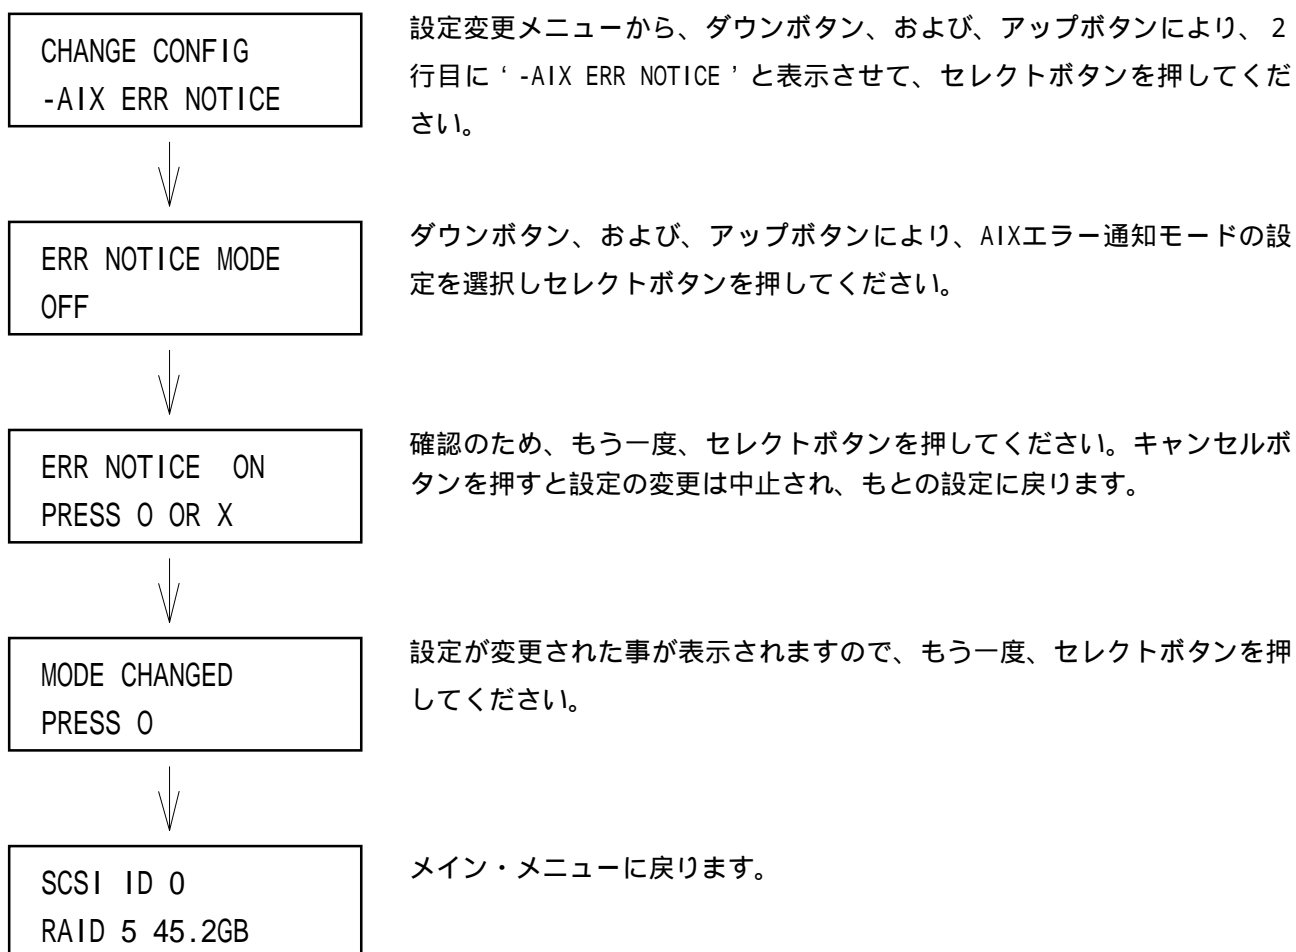 CHANGE CONFIG
-AIX ERR NOTICE
設定変更メニューから、ダウンボタン、および、アップボタンにより、２
行目に‘-AIX ERR NOTICE’と表示させて、セレクトボタンを押してくだ
さい。
ERR NOTICE MODE
OFF
ダウンボタン、および、アップボタンにより、AIXエラー通知モードの設
定を選択しセレクトボタンを押してください。
ERR NOTICE ON
PRESS O OR X
確認のため、もう一度、セレクトボタンを押してください。キャンセルボ
タンを押すと設定の変更は中止され、もとの設定に戻ります。
MODE CHANGED
PRESS O
設定が変更された事が表示されますので、もう一度、セレクトボタンを押
してください。
SCSI ID 0
RAID 5 45.2GB
メイン・メニューに戻ります。